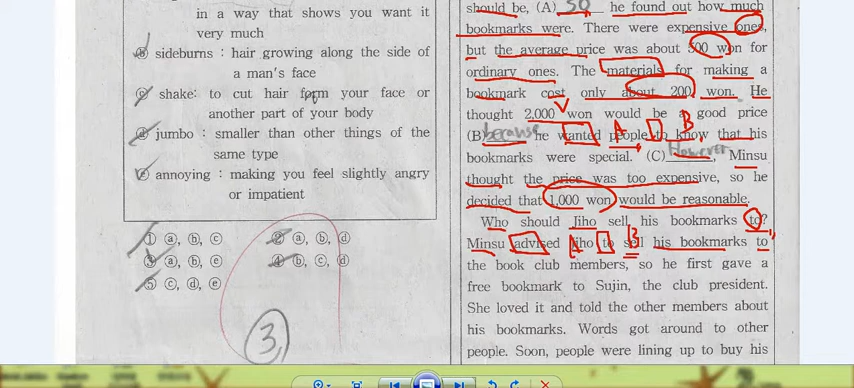 in a way that shows you want it
very much
ⓑ sideburns : hair growing along the side of
a man's face
ⓒ shake: to cut hair form your face or
another part of your body
ⓓ jumbo : smaller than other things of the
same type
ⓔ annoying : making you feel slightly angry
or impatient
① ⓐ, ⓑ, ⓒ
② ⓐ, ⓑ, ⓓ
③ ⓐ, ⓑ, ⓔ
④ ⓑ, ⓒ, ⓓ
⑤ ⓒ, ⓓ, ⓔ
3,
should be, (A) so he found out how much
bookmarks were. There were expensive ones,
but the average price was about 500 won for
ordinary ones. The materials for making a
bookmark cost only about 200 won. He
thought 2,000 won would be a good price
A B
(B) because he wanted people to know that his
bookmarks were special. (C) However, Minsu
thought the price was too expensive, so he
decided that 1,000 won would be reasonable.
Who should Jiho sell his bookmarks to?
A B
Minsu advised Jiho to sell his bookmarks to
the book club members, so he first gave a
free bookmark to Sujin, the club president.
She loved it and told the other members about
his bookmarks. Words got around to other
people. Soon, people were lining up to buy his